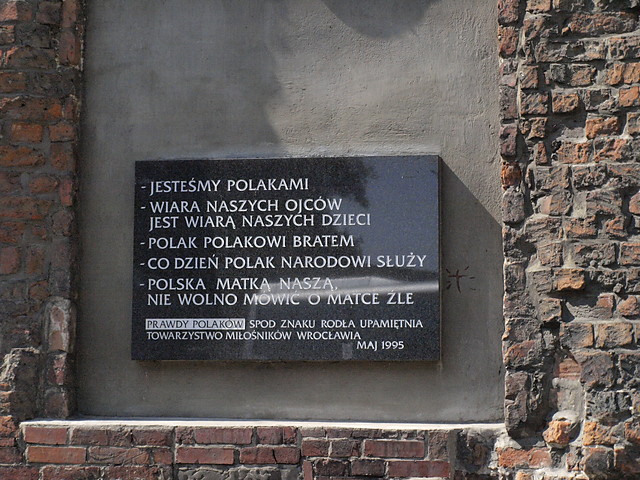 - JESTEŚMY POLAKAMI
- WIARA NASZYCH OJCÓW
JEST WIARĄ NASZYCH DZIECI
- POLAK POLAKOWI BRATEM
- CO DZIEŃ POLAK NARODOWI SŁUŻY
- POLSKA MATKĄ NASZĄ,
NIE WOLNO MÓWIĆ O MATCE ŹLE
PRAWDY POLAKÓW SPOD ZNAKU RODŁA UPAMIĘTNIA
TOWARZYSTWO MIŁOŚNIKÓW WROCŁAWIA
MAJ 1995